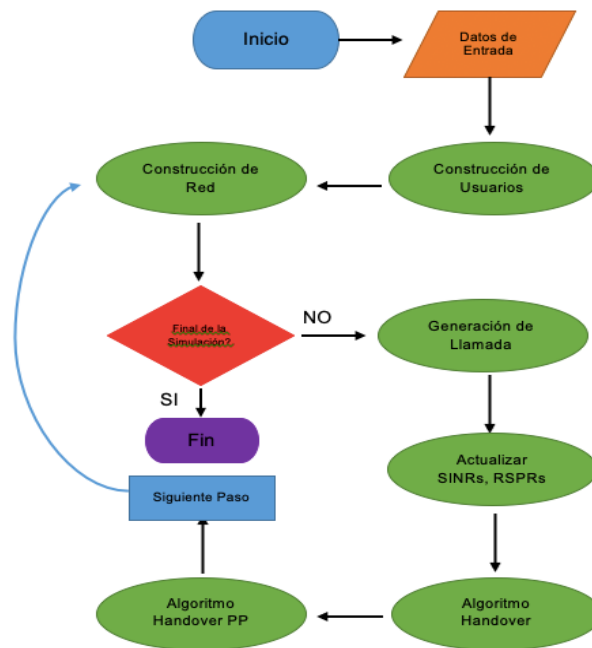 Inicio
Datos de
Entrada
Construcción de
Red
Construcción de
Usuarios
Final de la
Simulación?
NO
Generación de
Llamada
SI
Fin
Actualizar
SINRs, RSPRs
Siguiente Paso
Algoritmo
Handover PP
Algoritmo
Handover